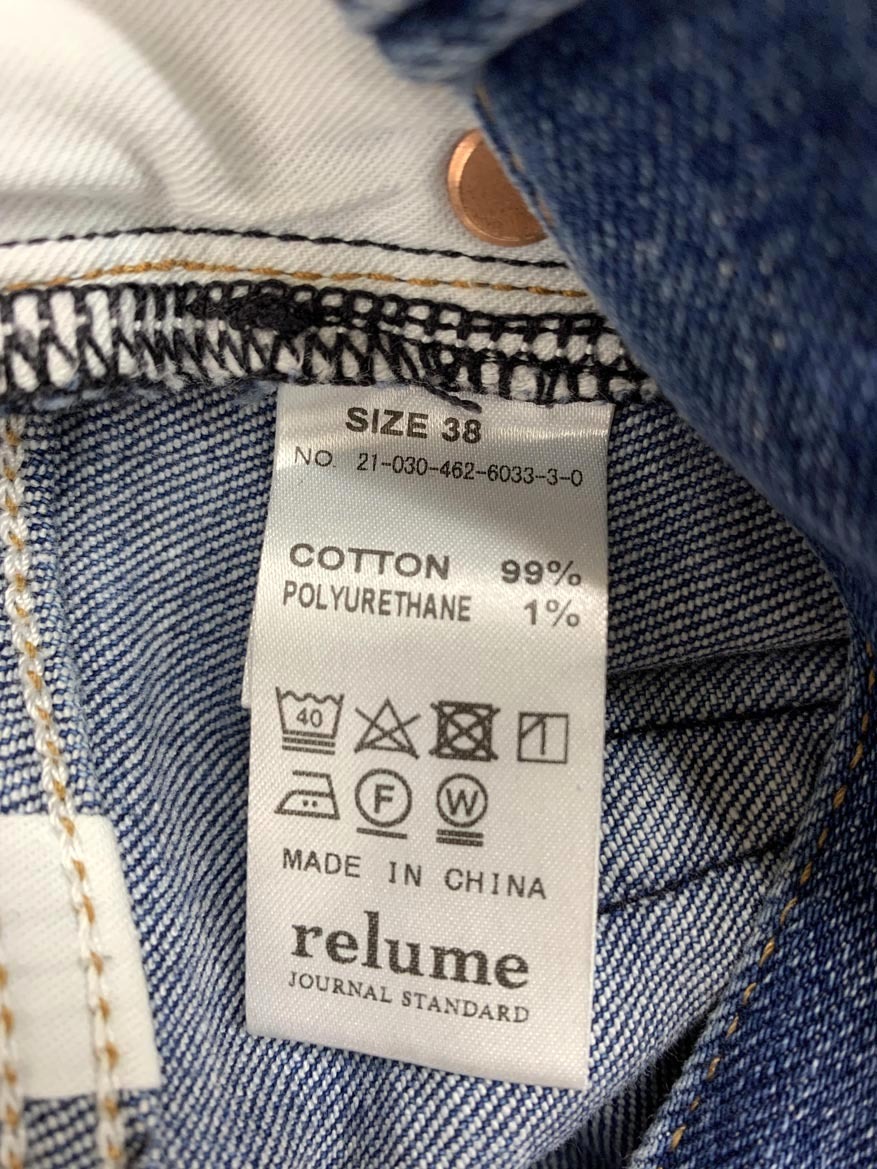 SIZE 38
NO. 21-030-462-6033-3-0
COTTON 99%
POLYURETHANE 1%
40
F W
MADE IN CHINA
relume
JOURNAL STANDARD